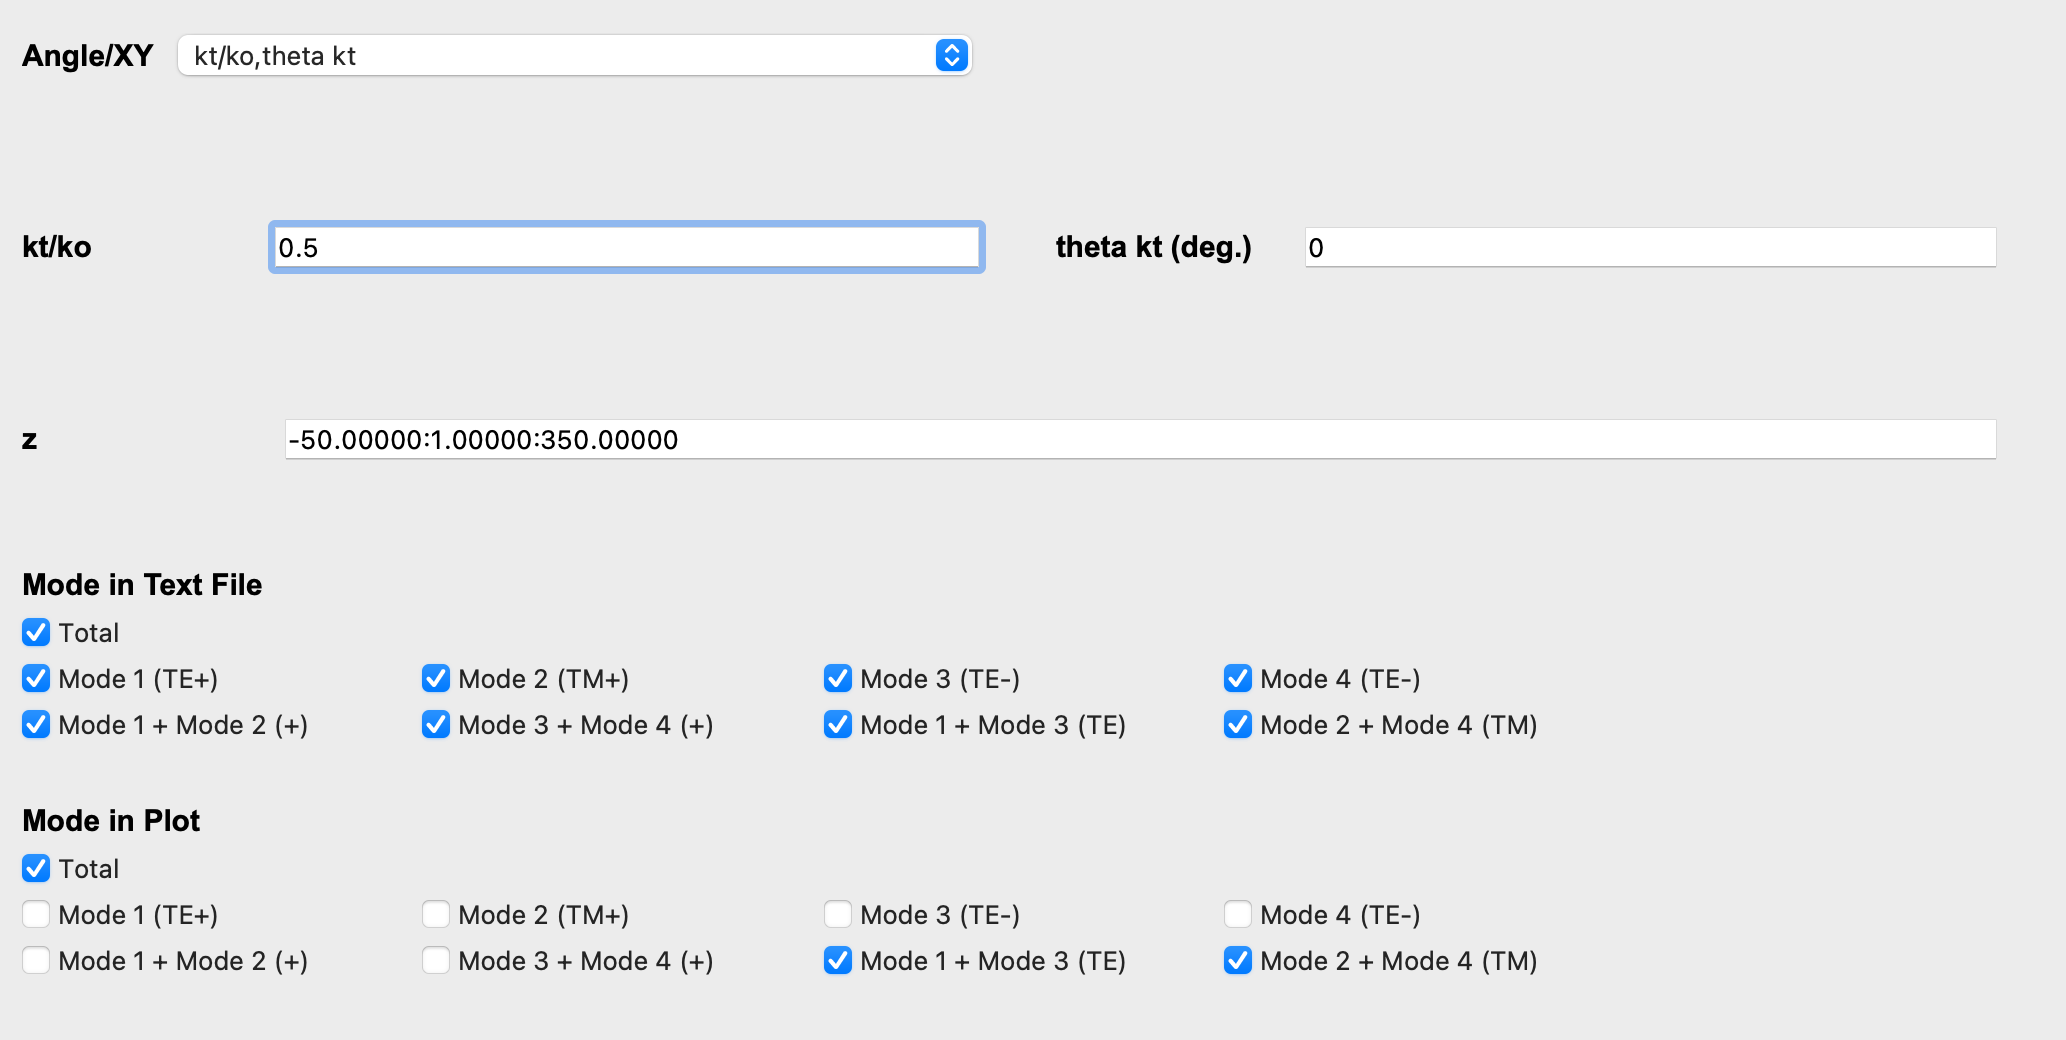 Angle/XY kt/ko,theta kt
kt/ko 0.5 theta kt (deg.) 0
z -50.00000:1.00000:350.00000
Mode in Text File
Total
Mode 1 (TE+) Mode 2 (TM+) Mode 3 (TE-) Mode 4 (TE-)
Mode 1 + Mode 2 (+) Mode 3 + Mode 4 (+) Mode 1 + Mode 3 (TE) Mode 2 + Mode 4 (TM)
Mode in Plot
Total
Mode 1 (TE+) Mode 2 (TM+) Mode 3 (TE-) Mode 4 (TE-)
Mode 1 + Mode 2 (+) Mode 3 + Mode 4 (+) Mode 1 + Mode 3 (TE) Mode 2 + Mode 4 (TM)